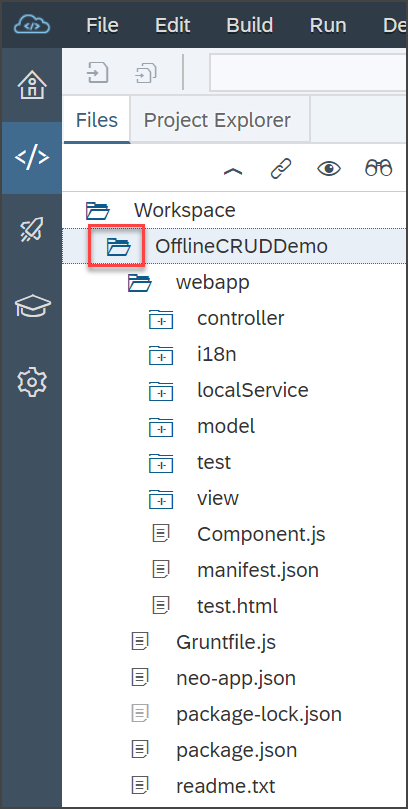 File Edit Build Run De
Files Project Explorer
Workspace
OfflineCRUDDemo
webapp
controller
i18n
localService
model
test
view
Component.js
manifest.json
test.html
Gruntfile.js
neo-app.json
package-lock.json
package.json
readme.txt